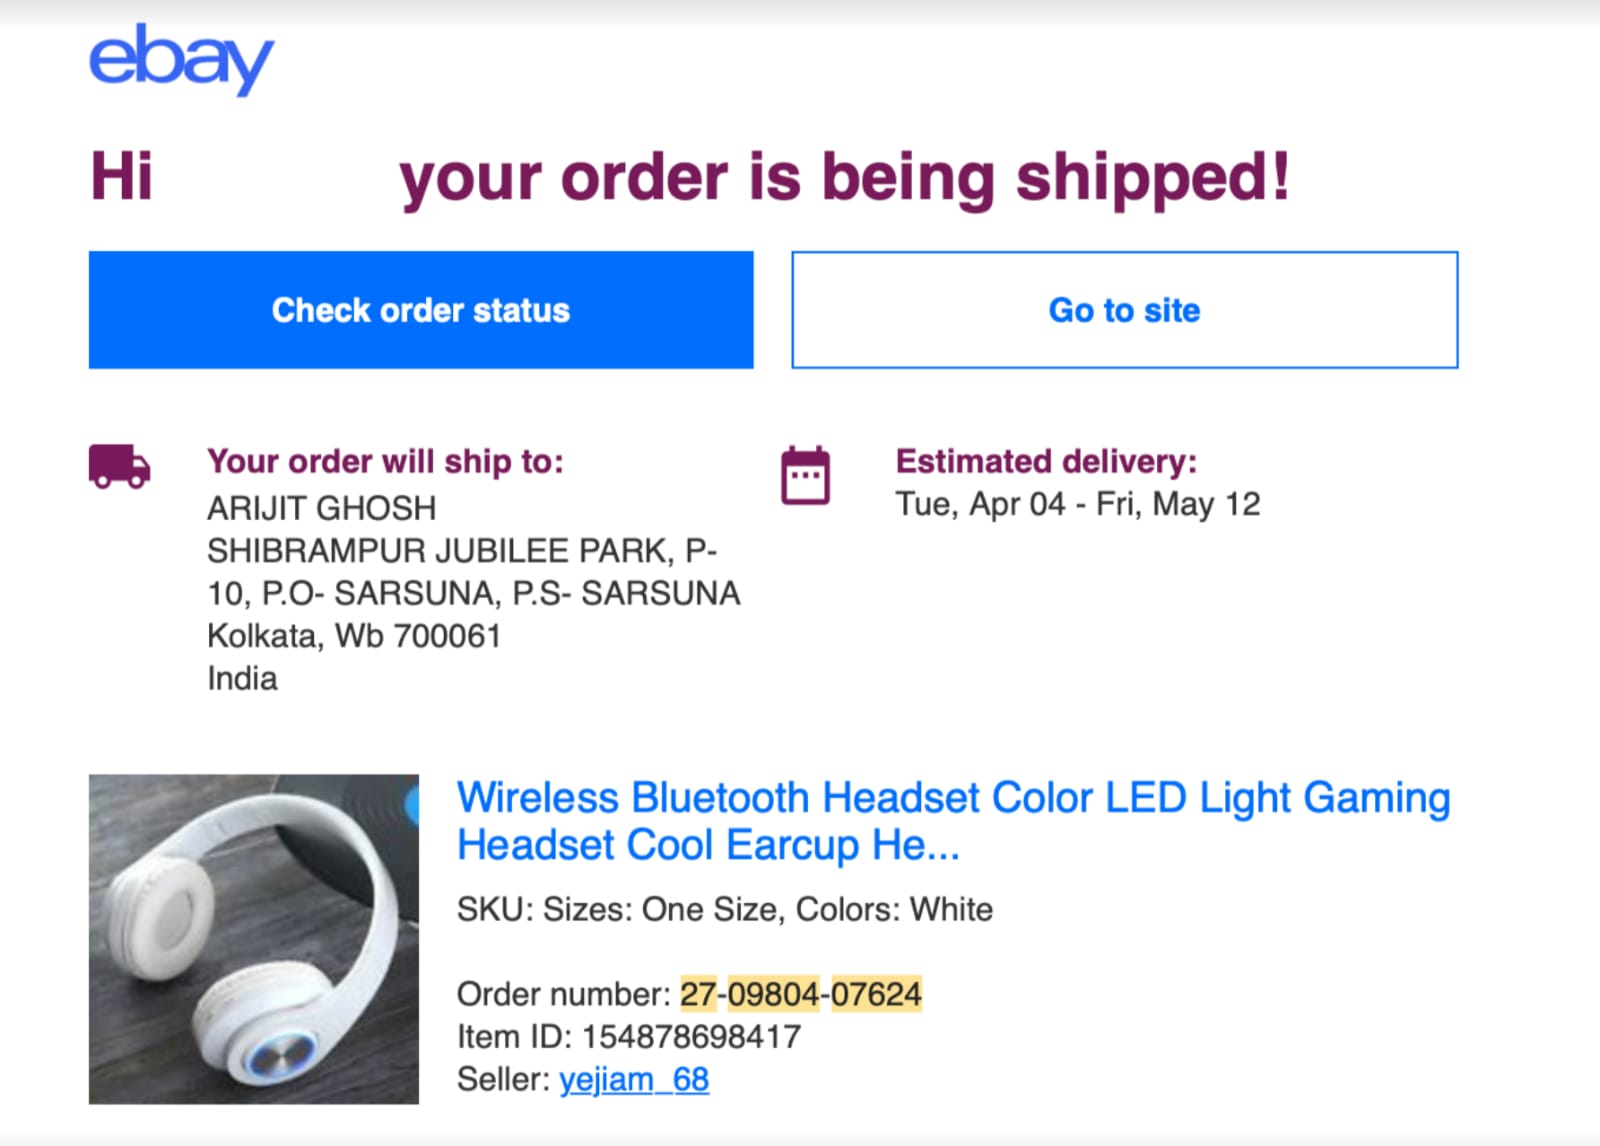 ebay
Hi your order is being shipped!
Check order status
Go to site
Your order will ship to:
ARIJIT GHOSH
SHIBRAMPUR JUBILEE PARK, P-
10, P.O- SARSUNA, P.S- SARSUNA
Kolkata, Wb 700061
India
Estimated delivery:
Tue, Apr 04 - Fri, May 12
Wireless Bluetooth Headset Color LED Light Gaming
Headset Cool Earcup He...
SKU: Sizes: One Size, Colors: White
Order number: 27-09804-07624
Item ID: 154878698417
Seller: yejiam_68